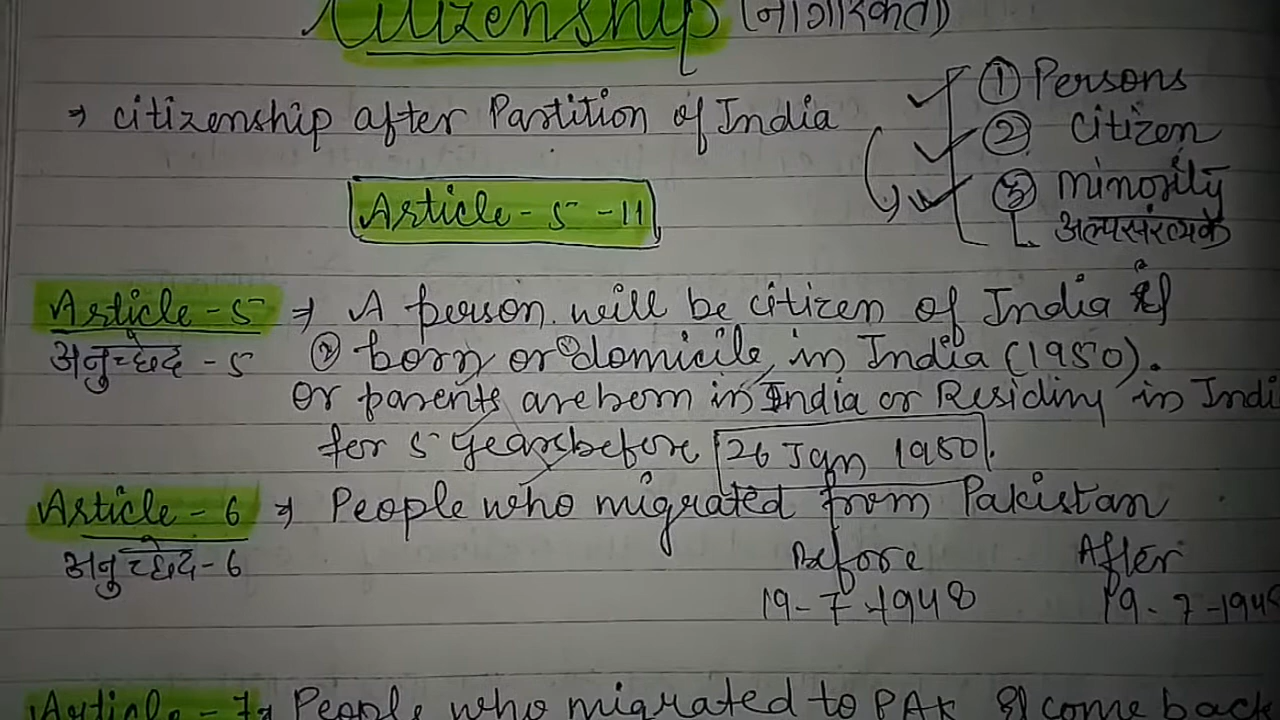 Citizenship (नागरिकता)
→ citizenship after Partition of India
① Persons
② citizen
③ minority
अल्पसंख्यक
Article - 5 - 11
Article - 5 → A person will be citizen of India if
अनुच्छेद - 5 ② born or ① domicile in India (1950).
or parents are born in India or Residing in Indi
for 5 years before 26 Jan 1950.
Article - 6 → People who migrated from Pakistan
अनुच्छेद - 6 Before After
19-7-1948 19-7-1948
Article - 7 → People who migrated to PAK & come back